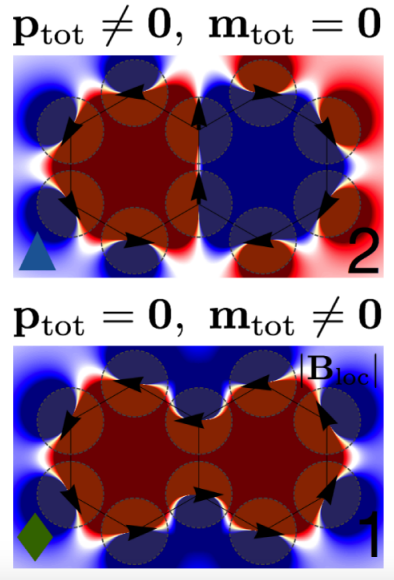 p_tot ≠ 0, m_tot = 0
2
p_tot = 0, m_tot ≠ 0
|B_loc|
1